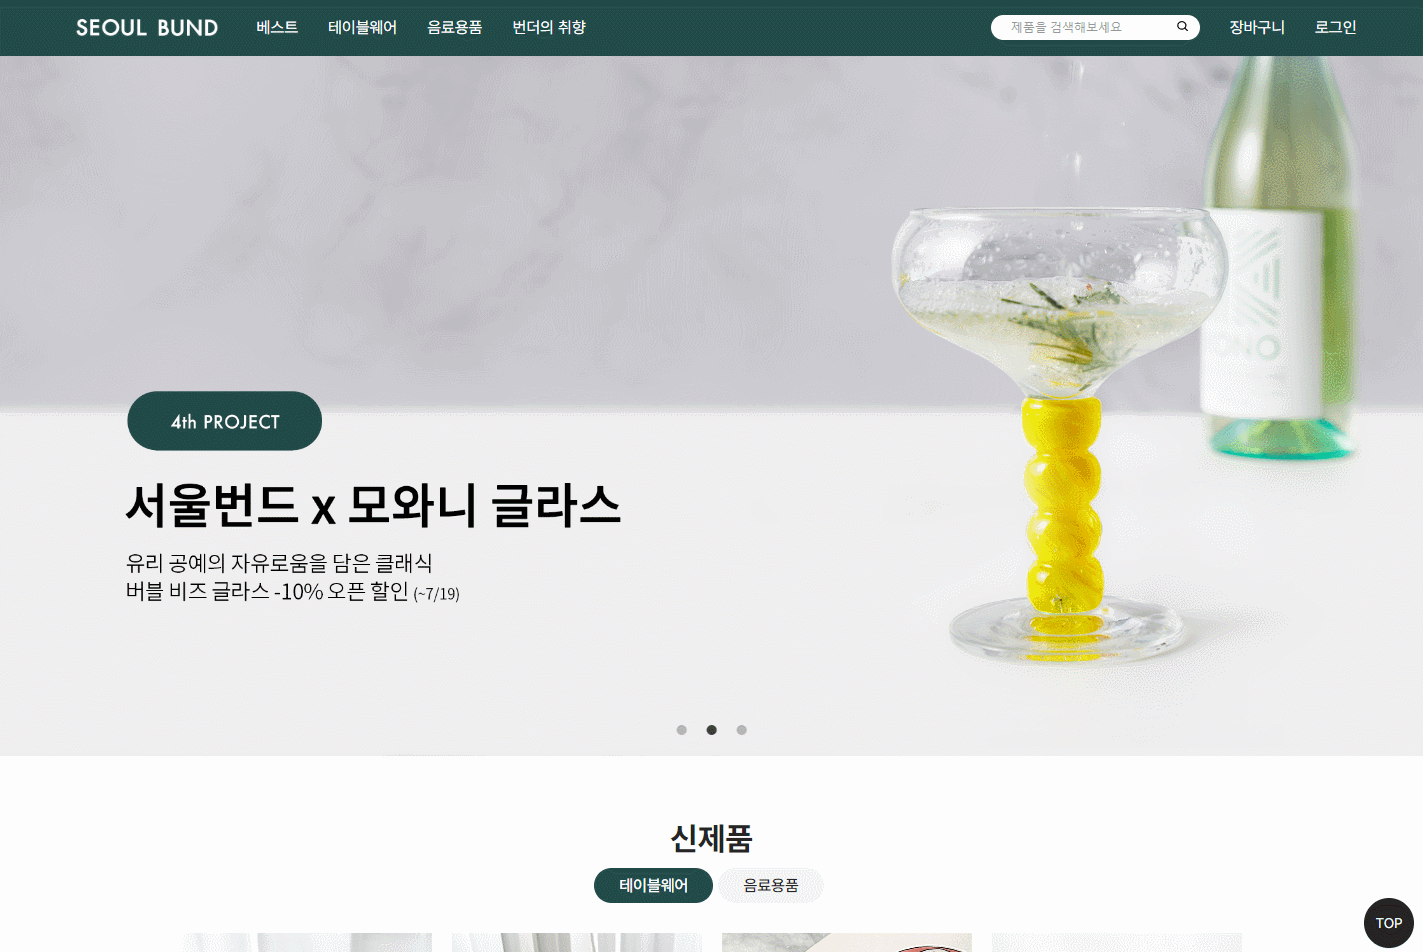 SEOUL BUND 베스트 테이블웨어 음료용품 번더의 취향 제품을 검색해보세요 장바구니 로그인
4th PROJECT
서울번드 x 모와니 글라스
유리 공예의 자유로움을 담은 클래식
버블 비즈 글라스 -10% 오픈 할인 (~7/19)
신제품
테이블웨어 음료용품
TOP